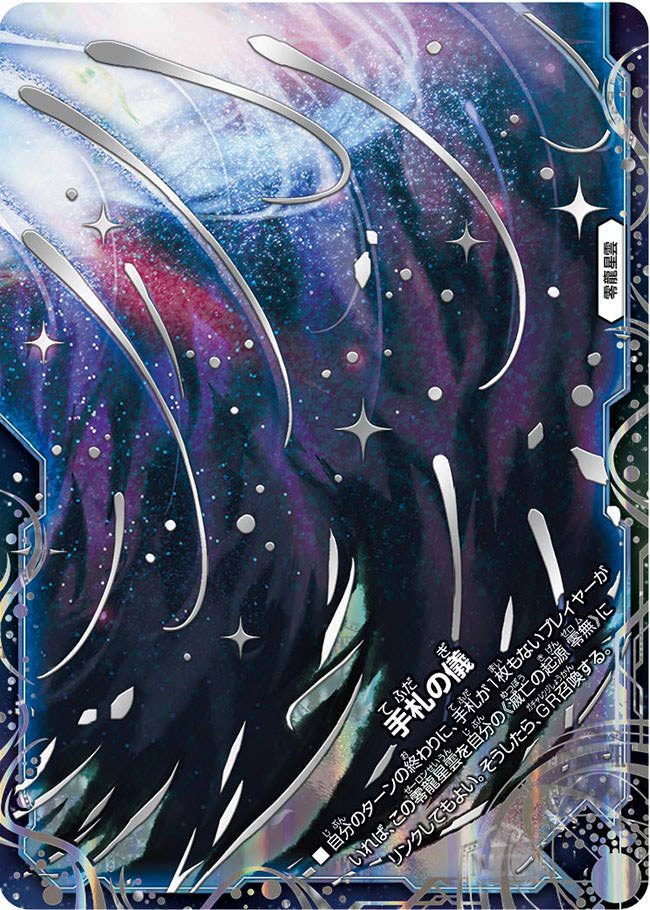 零龍星雲
手札の儀
■自分のターンの終わりに、手札が1枚もないプレイヤーが
いれば、この零龍星雲を自分の《滅亡の起源 零無》に
リンクしてもよい。そうしたら、GR召喚する。